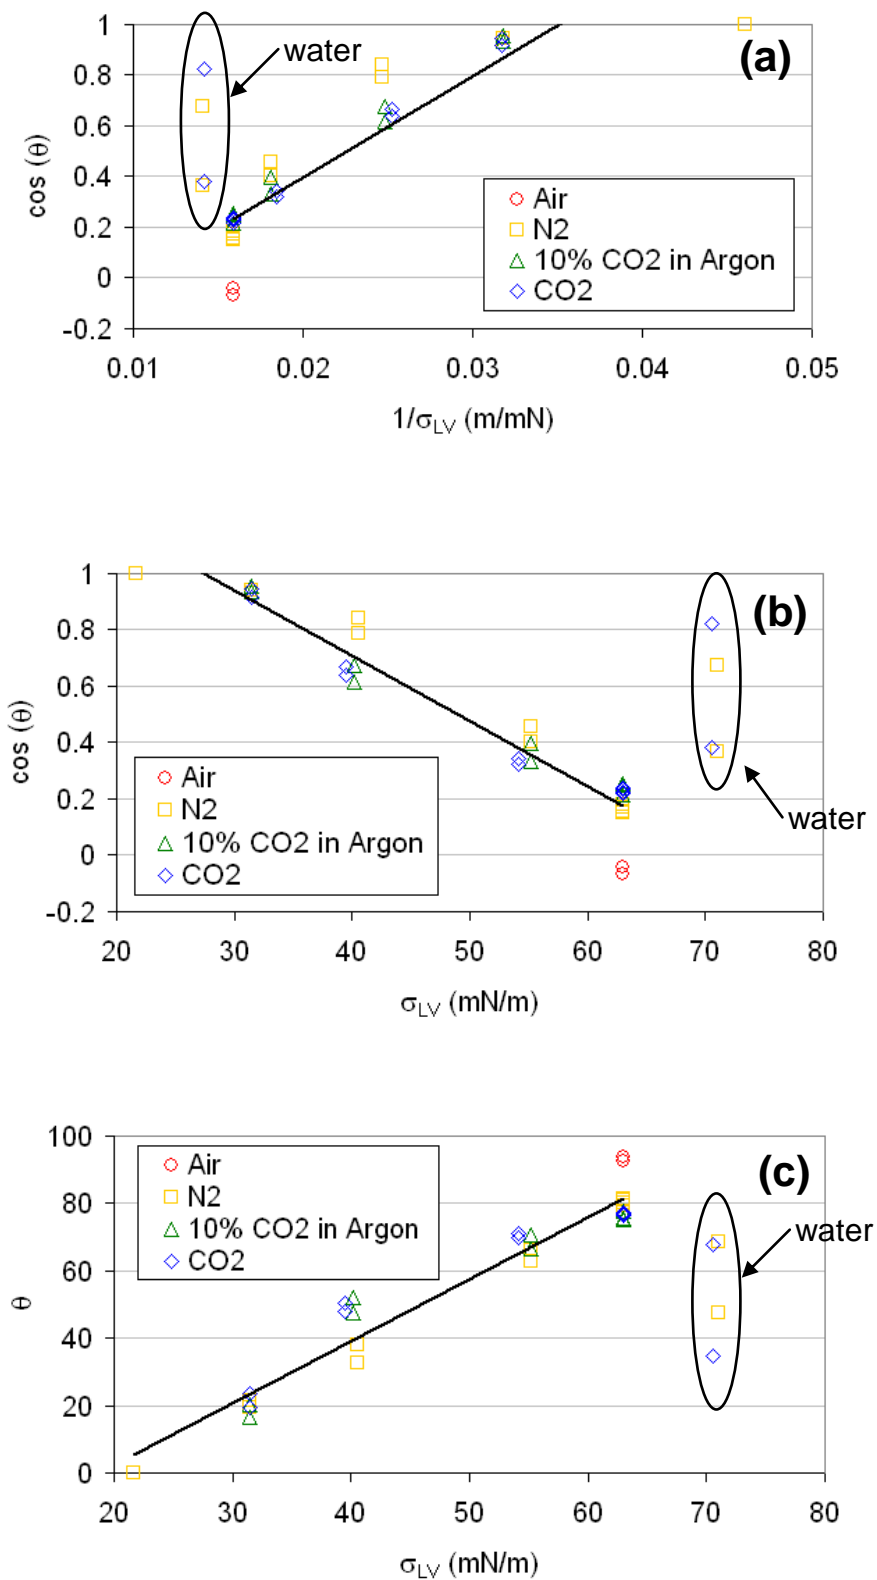 1
0.8
0.6
0.4
0.2
0
-0.2
cos (θ)
water
(a)
Air
N2
10% CO2 in Argon
CO2
0.01 0.02 0.03 0.04 0.05
1/σLV (m/mN)
1
0.8
0.6
0.4
0.2
0
-0.2
cos (θ)
(b)
Air
N2
10% CO2 in Argon
CO2
water
20 30 40 50 60 70 80
σLV (mN/m)
100
80
60
40
20
0
θ
Air
N2
10% CO2 in Argon
CO2
(c)
water
20 30 40 50 60 70 80
σLV (mN/m)